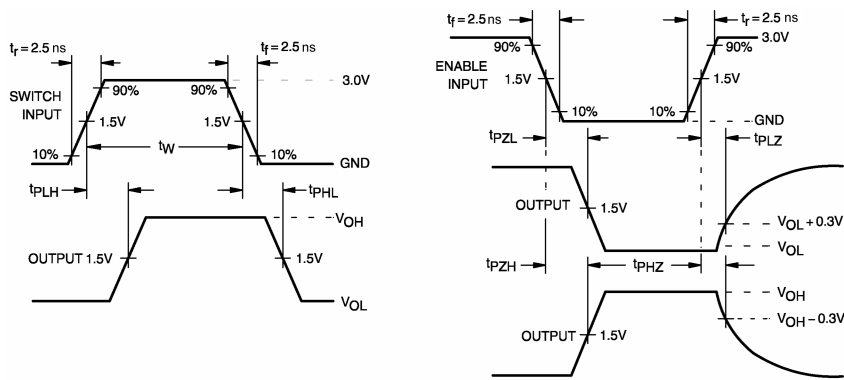 tr = 2.5 ns
tf = 2.5 ns
90%
90%
3.0V
SWITCH
INPUT
1.5V
1.5V
10%
tW
10%
GND
tPLH
tPHL
VOH
OUTPUT 1.5V
1.5V
VOL
tf = 2.5 ns
tr = 2.5 ns
3.0V
90%
90%
ENABLE
INPUT
1.5V
1.5V
10%
10%
GND
tPZL
tPLZ
OUTPUT
1.5V
VOL + 0.3V
VOL
tPZH
tPHZ
VOH
VOH – 0.3V
OUTPUT
1.5V